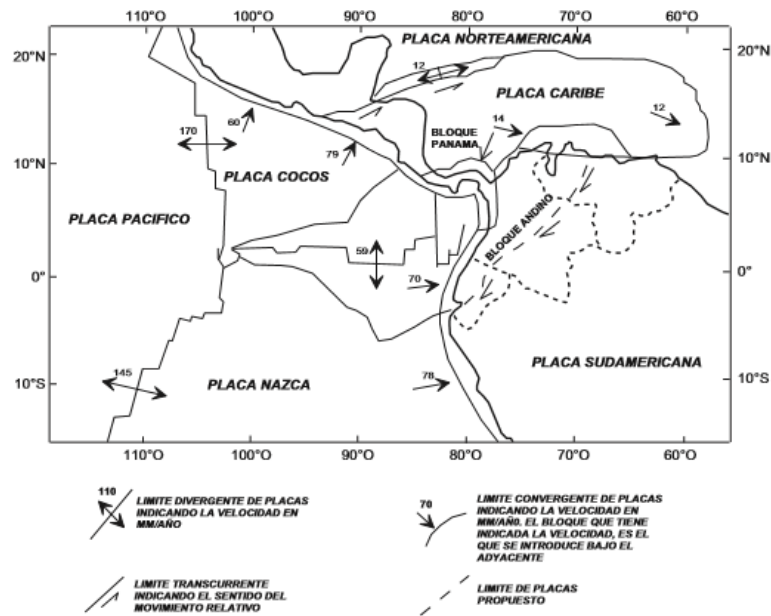 110°O 100°O 90°O 80°O 70°O 60°O
20°N 20°N
PLACA NORTEAMERICANA
12
PLACA CARIBE
12
14
BLOQUE
PANAMA
60
170
79
10°N 10°N
PLACA COCOS
PLACA PACIFICO
BLOQUE ANDINO
59
0° 0°
70
PLACA SUDAMERICANA
145
PLACA NAZCA
78
10°S 10°S
110°O 100°O 90°O 80°O 70°O 60°O
110
LIMITE DIVERGENTE DE PLACAS
INDICANDO LA VELOCIDAD EN
MM/AÑO
70
LIMITE CONVERGENTE DE PLACAS
INDICANDO LA VELOCIDAD EN
MM/AÑ0. EL BLOQUE QUE TIENE
INDICADA LA VELOCIDAD, ES EL
QUE SE INTRODUCE BAJO EL
ADYACENTE
LIMITE TRANSCURRENTE
INDICANDO EL SENTIDO DEL
MOVIMIENTO RELATIVO
LIMITE DE PLACAS
PROPUESTO